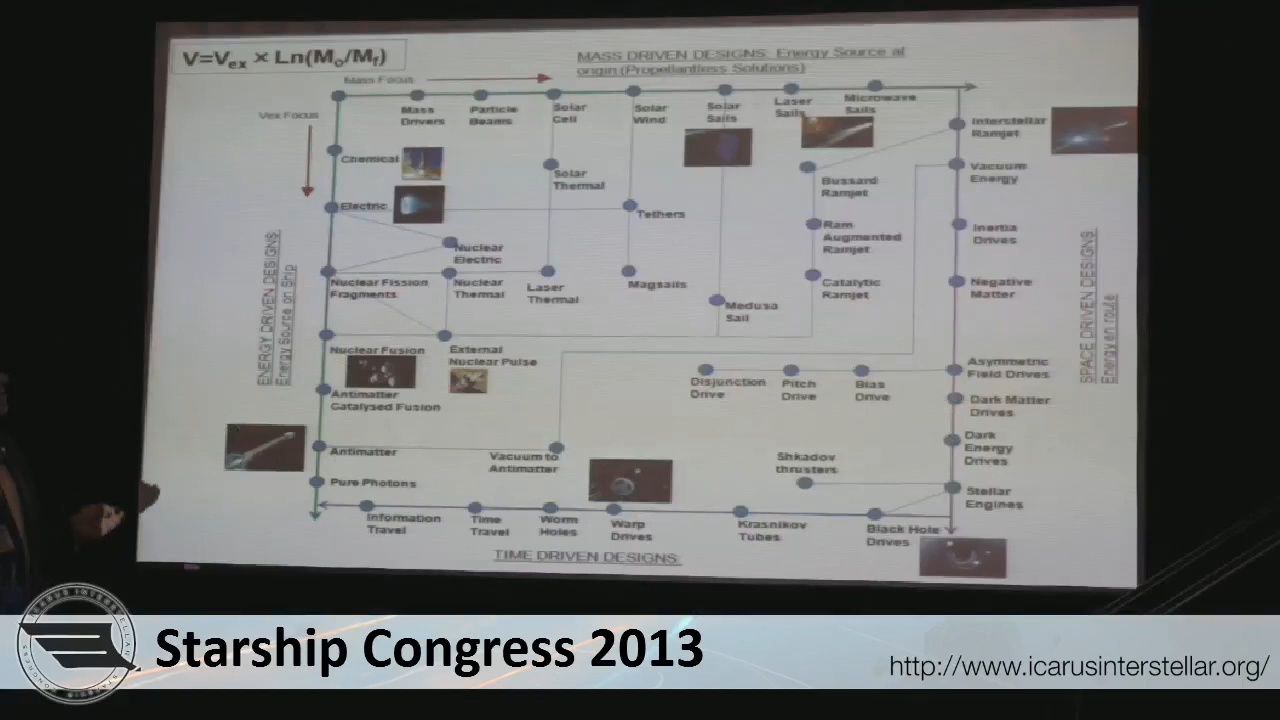 V=Vex × Ln(Mo/Mf)
MASS DRIVEN DESIGNS: Energy Source at
origin (Propellantless Solutions)
Mass Focus
Vex Focus
Mass
Drivers
Particle
Beams
Solar
Cell
Solar
Wind
Solar
Sails
Laser
Sails
Microwave
Sails
Interstellar
Ramjet
Chemical
Solar
Thermal
Bussard
Ramjet
Vacuum
Energy
Electric
Tethers
Ram
Augmented
Ramjet
Inertia
Drives
Nuclear
Electric
ENERGY DRIVEN DESIGNS:
Energy Source on Ship
Nuclear Fission
Fragments
Nuclear
Thermal
Laser
Thermal
Magsails
Medusa
Sail
Catalytic
Ramjet
Negative
Matter
SPACE DRIVEN DESIGNS:
Energy en route
Nuclear Fusion
External
Nuclear Pulse
Asymmetric
Field Drives
Disjunction
Drive
Pitch
Drive
Bias
Drive
Antimatter
Catalysed Fusion
Dark Matter
Drives
Dark
Energy
Drives
Antimatter
Vacuum to
Antimatter
Shkadov
thrusters
Pure Photons
Stellar
Engines
Information
Travel
Time
Travel
Worm
Holes
Warp
Drives
Krasnikov
Tubes
Black Hole
Drives
TIME DRIVEN DESIGNS:
ICARUS INTERSTELLAR
STARSHIP CONGRESS
Starship Congress 2013
http://www.icarusinterstellar.org/